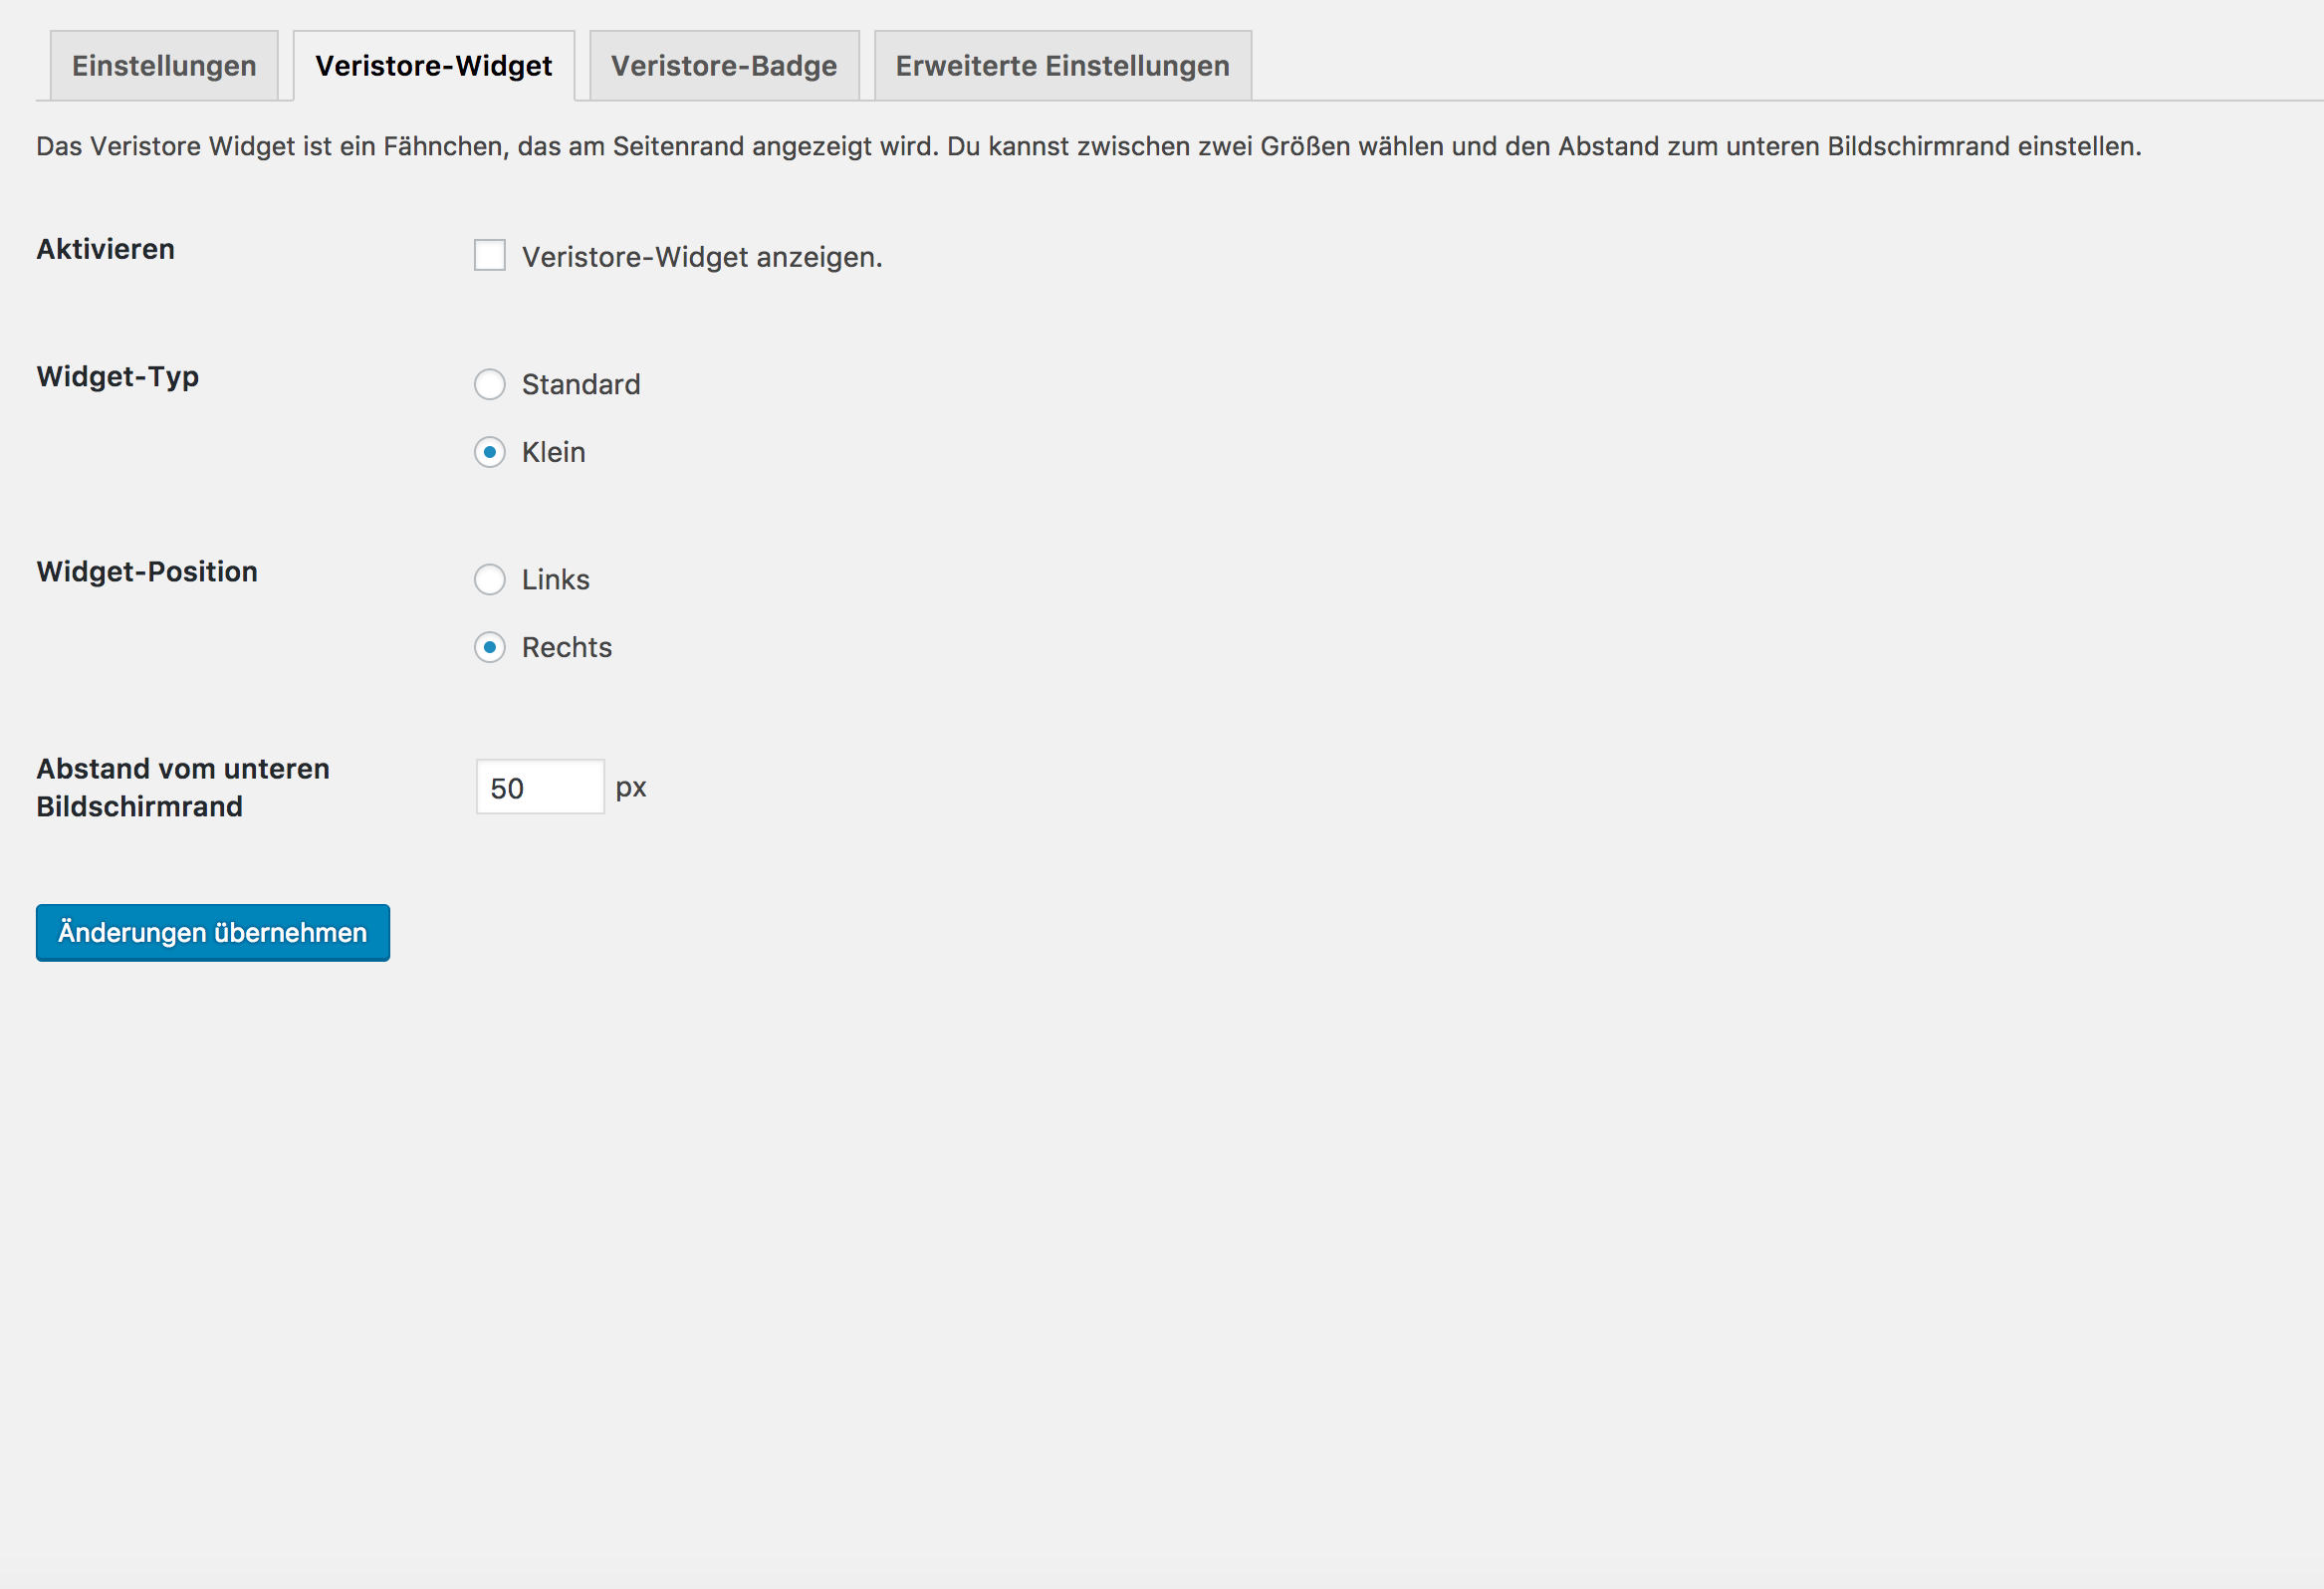 Einstellungen
Veristore-Widget
Veristore-Badge
Erweiterte Einstellungen
Das Veristore Widget ist ein Fähnchen, das am Seitenrand angezeigt wird. Du kannst zwischen zwei Größen wählen und den Abstand zum unteren Bildschirmrand einstellen.
Aktivieren
Veristore-Widget anzeigen.
Widget-Typ
Standard
Klein
Widget-Position
Links
Rechts
Abstand vom unteren
Bildschirmrand
50 px
Änderungen übernehmen